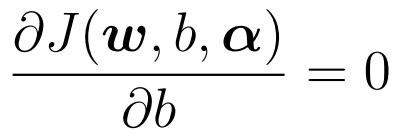 ∂J(𝒘, b, 𝜶)/∂b = 0